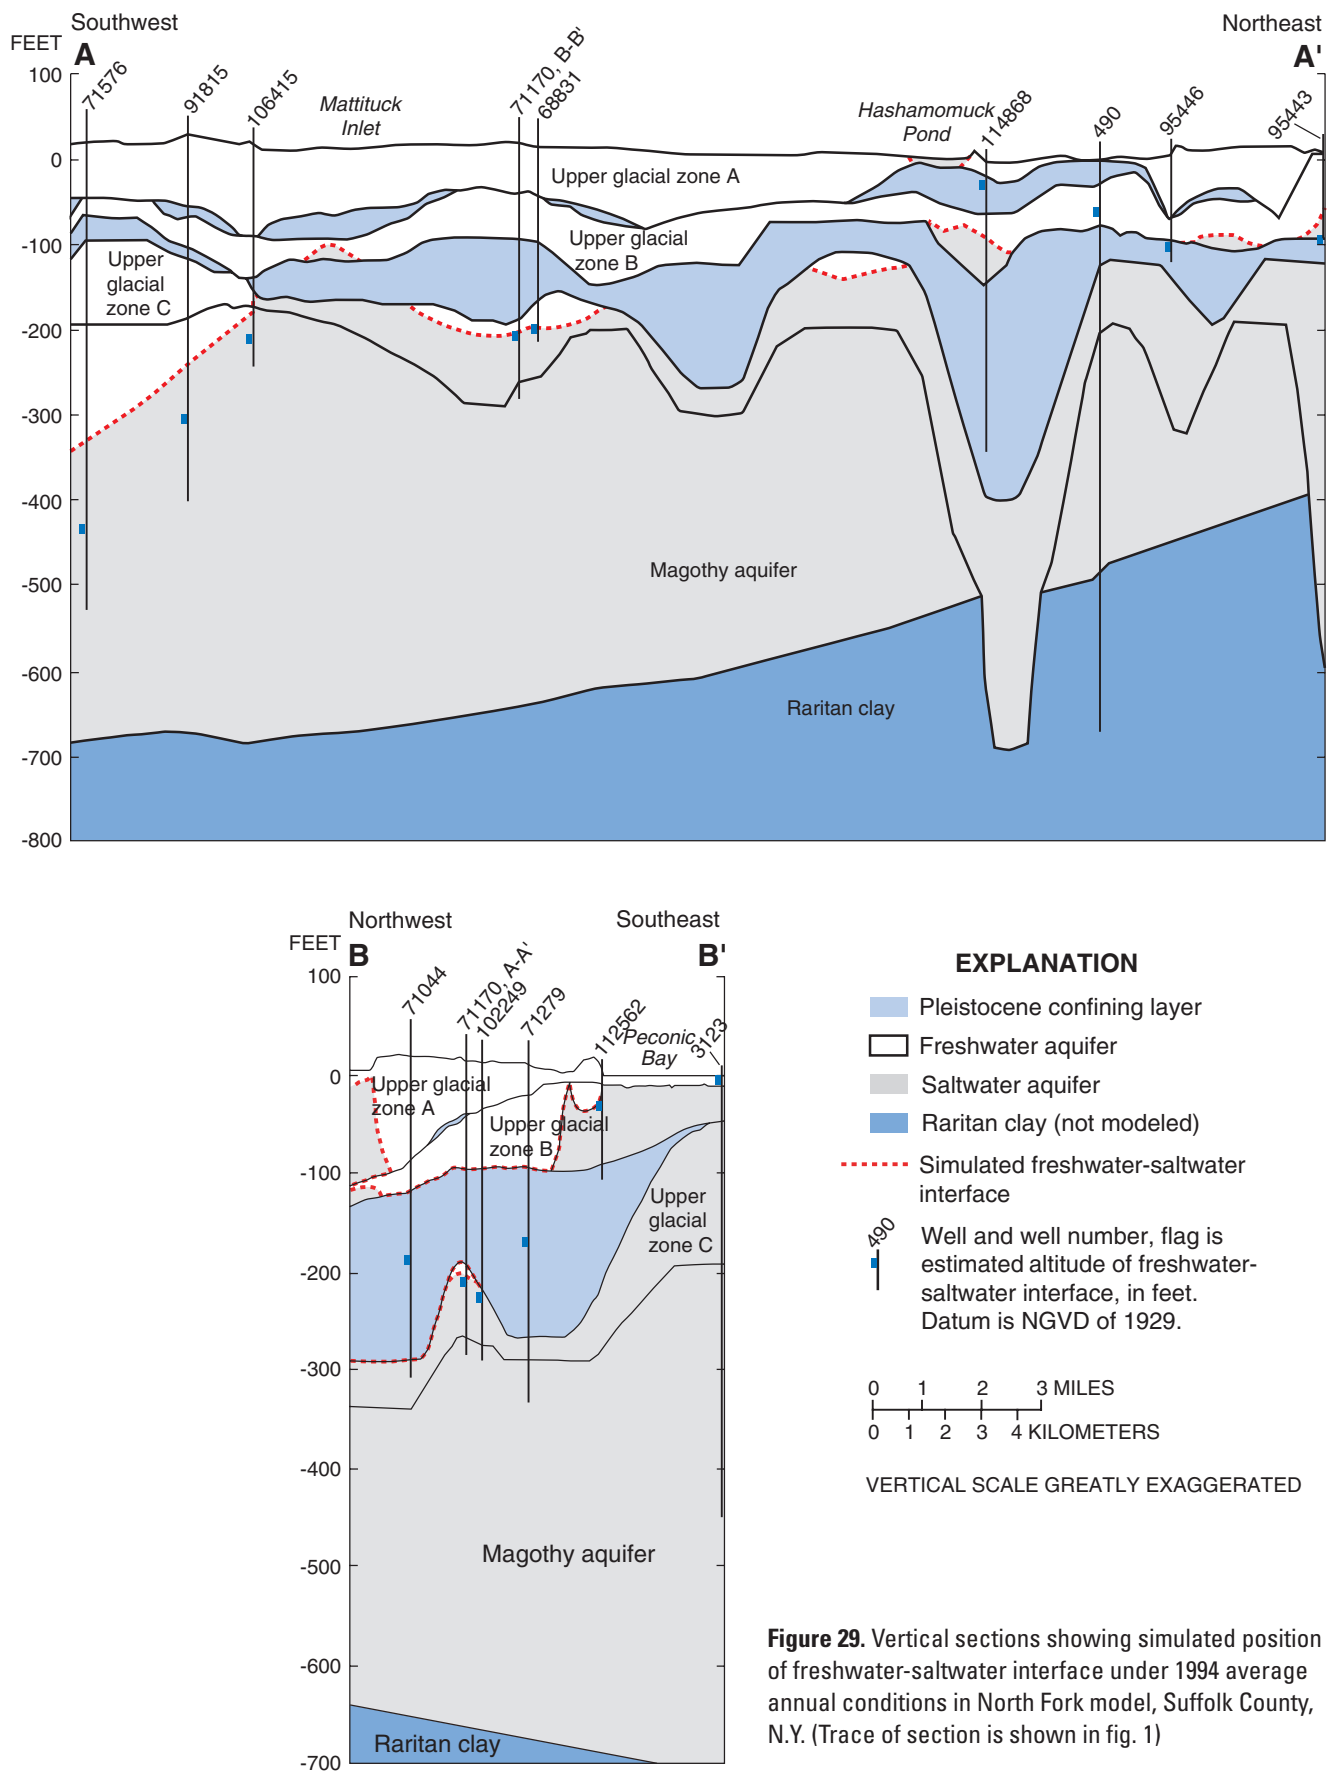 Southwest
Northeast
FEET
A
A'
71576
91815
106415
Mattituck
Inlet
71170, B-B'
68831
Hashamomuck
Pond
114868
490
95446
95443
100
0
-100
-200
-300
-400
-500
-600
-700
-800
Upper glacial zone A
Upper glacial
zone B
Upper
glacial
zone C
Magothy aquifer
Raritan clay
Northwest
Southeast
FEET
B
B'
71044
71170, A-A'
102249
71279
112562
Peconic
Bay
3123
100
0
-100
-200
-300
-400
-500
-600
-700
Upper glacial
zone A
Upper glacial
zone B
Upper
glacial
zone C
Magothy aquifer
Raritan clay
EXPLANATION
Pleistocene confining layer
Freshwater aquifer
Saltwater aquifer
Raritan clay (not modeled)
Simulated freshwater-saltwater
interface
490
Well and well number, flag is
estimated altitude of freshwater-
saltwater interface, in feet.
Datum is NGVD of 1929.
0 1 2 3 MILES
0 1 2 3 4 KILOMETERS
VERTICAL SCALE GREATLY EXAGGERATED
Figure 29. Vertical sections showing simulated position
of freshwater-saltwater interface under 1994 average
annual conditions in North Fork model, Suffolk County,
N.Y. (Trace of section is shown in fig. 1)